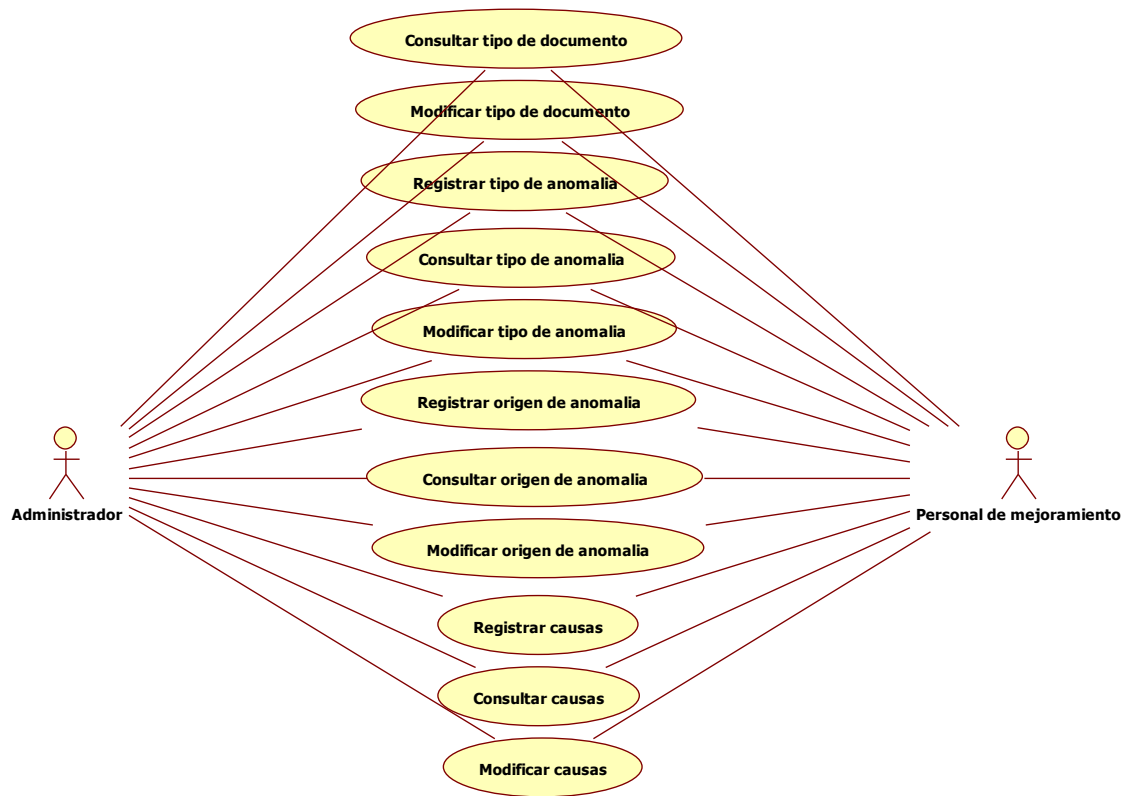 Consultar tipo de documento
Modificar tipo de documento
Registrar tipo de anomalia
Consultar tipo de anomalia
Modificar tipo de anomalia
Registrar origen de anomalia
Consultar origen de anomalia
Administrador
Personal de mejoramiento
Modificar origen de anomalia
Registrar causas
Consultar causas
Modificar causas